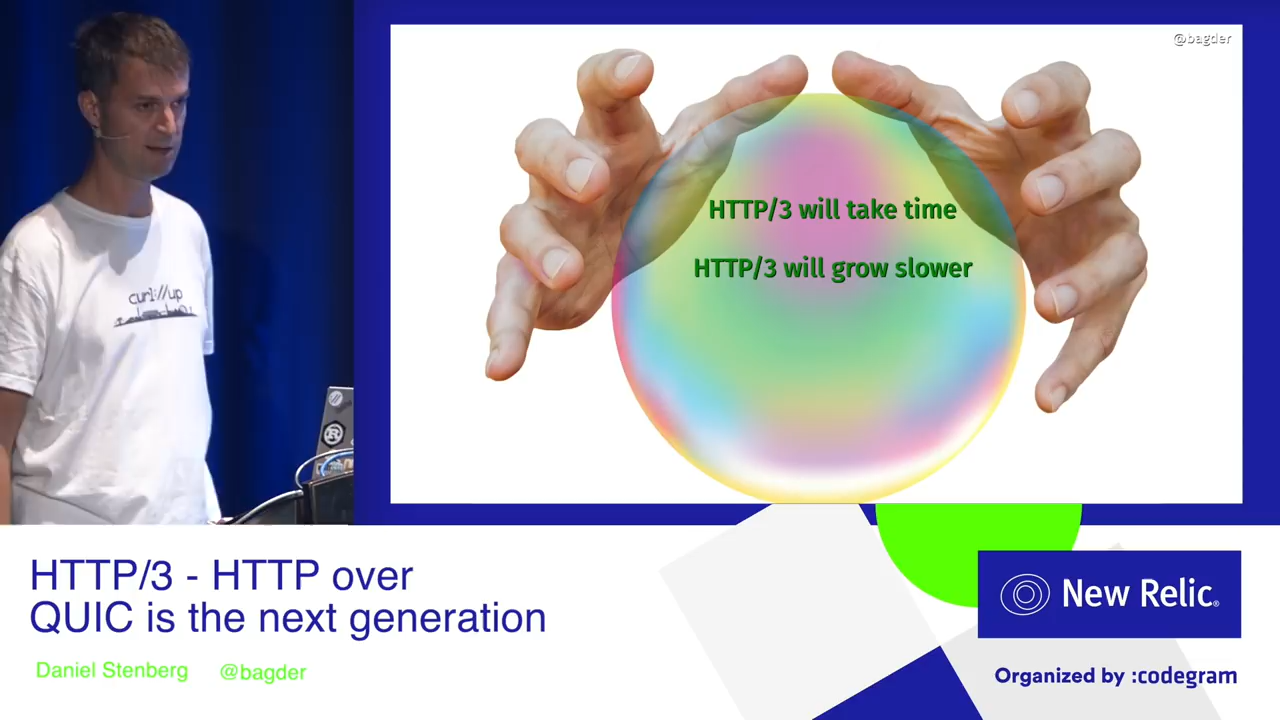 @bagder
HTTP/3 will take time
HTTP/3 will grow slower
curl://up
HTTP/3 - HTTP over
QUIC is the next generation
Daniel Stenberg @bagder
New Relic®
Organized by :codegram